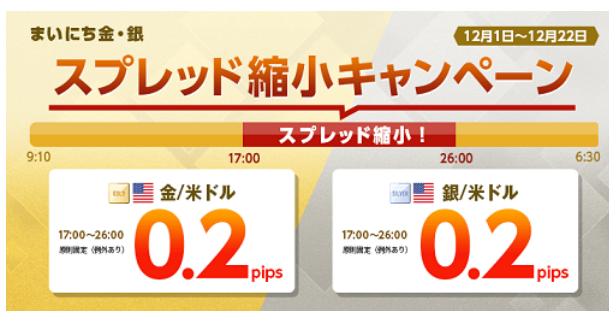 まいにち金・銀
12月1日～12月22日
スプレッド縮小キャンペーン
スプレッド縮小！
9:10
17:00
26:00
6:30
GOLD 金/米ドル
17:00～26:00
原則固定（例外あり）
0.2pips
SILVER 銀/米ドル
17:00～26:00
原則固定（例外あり）
0.2pips